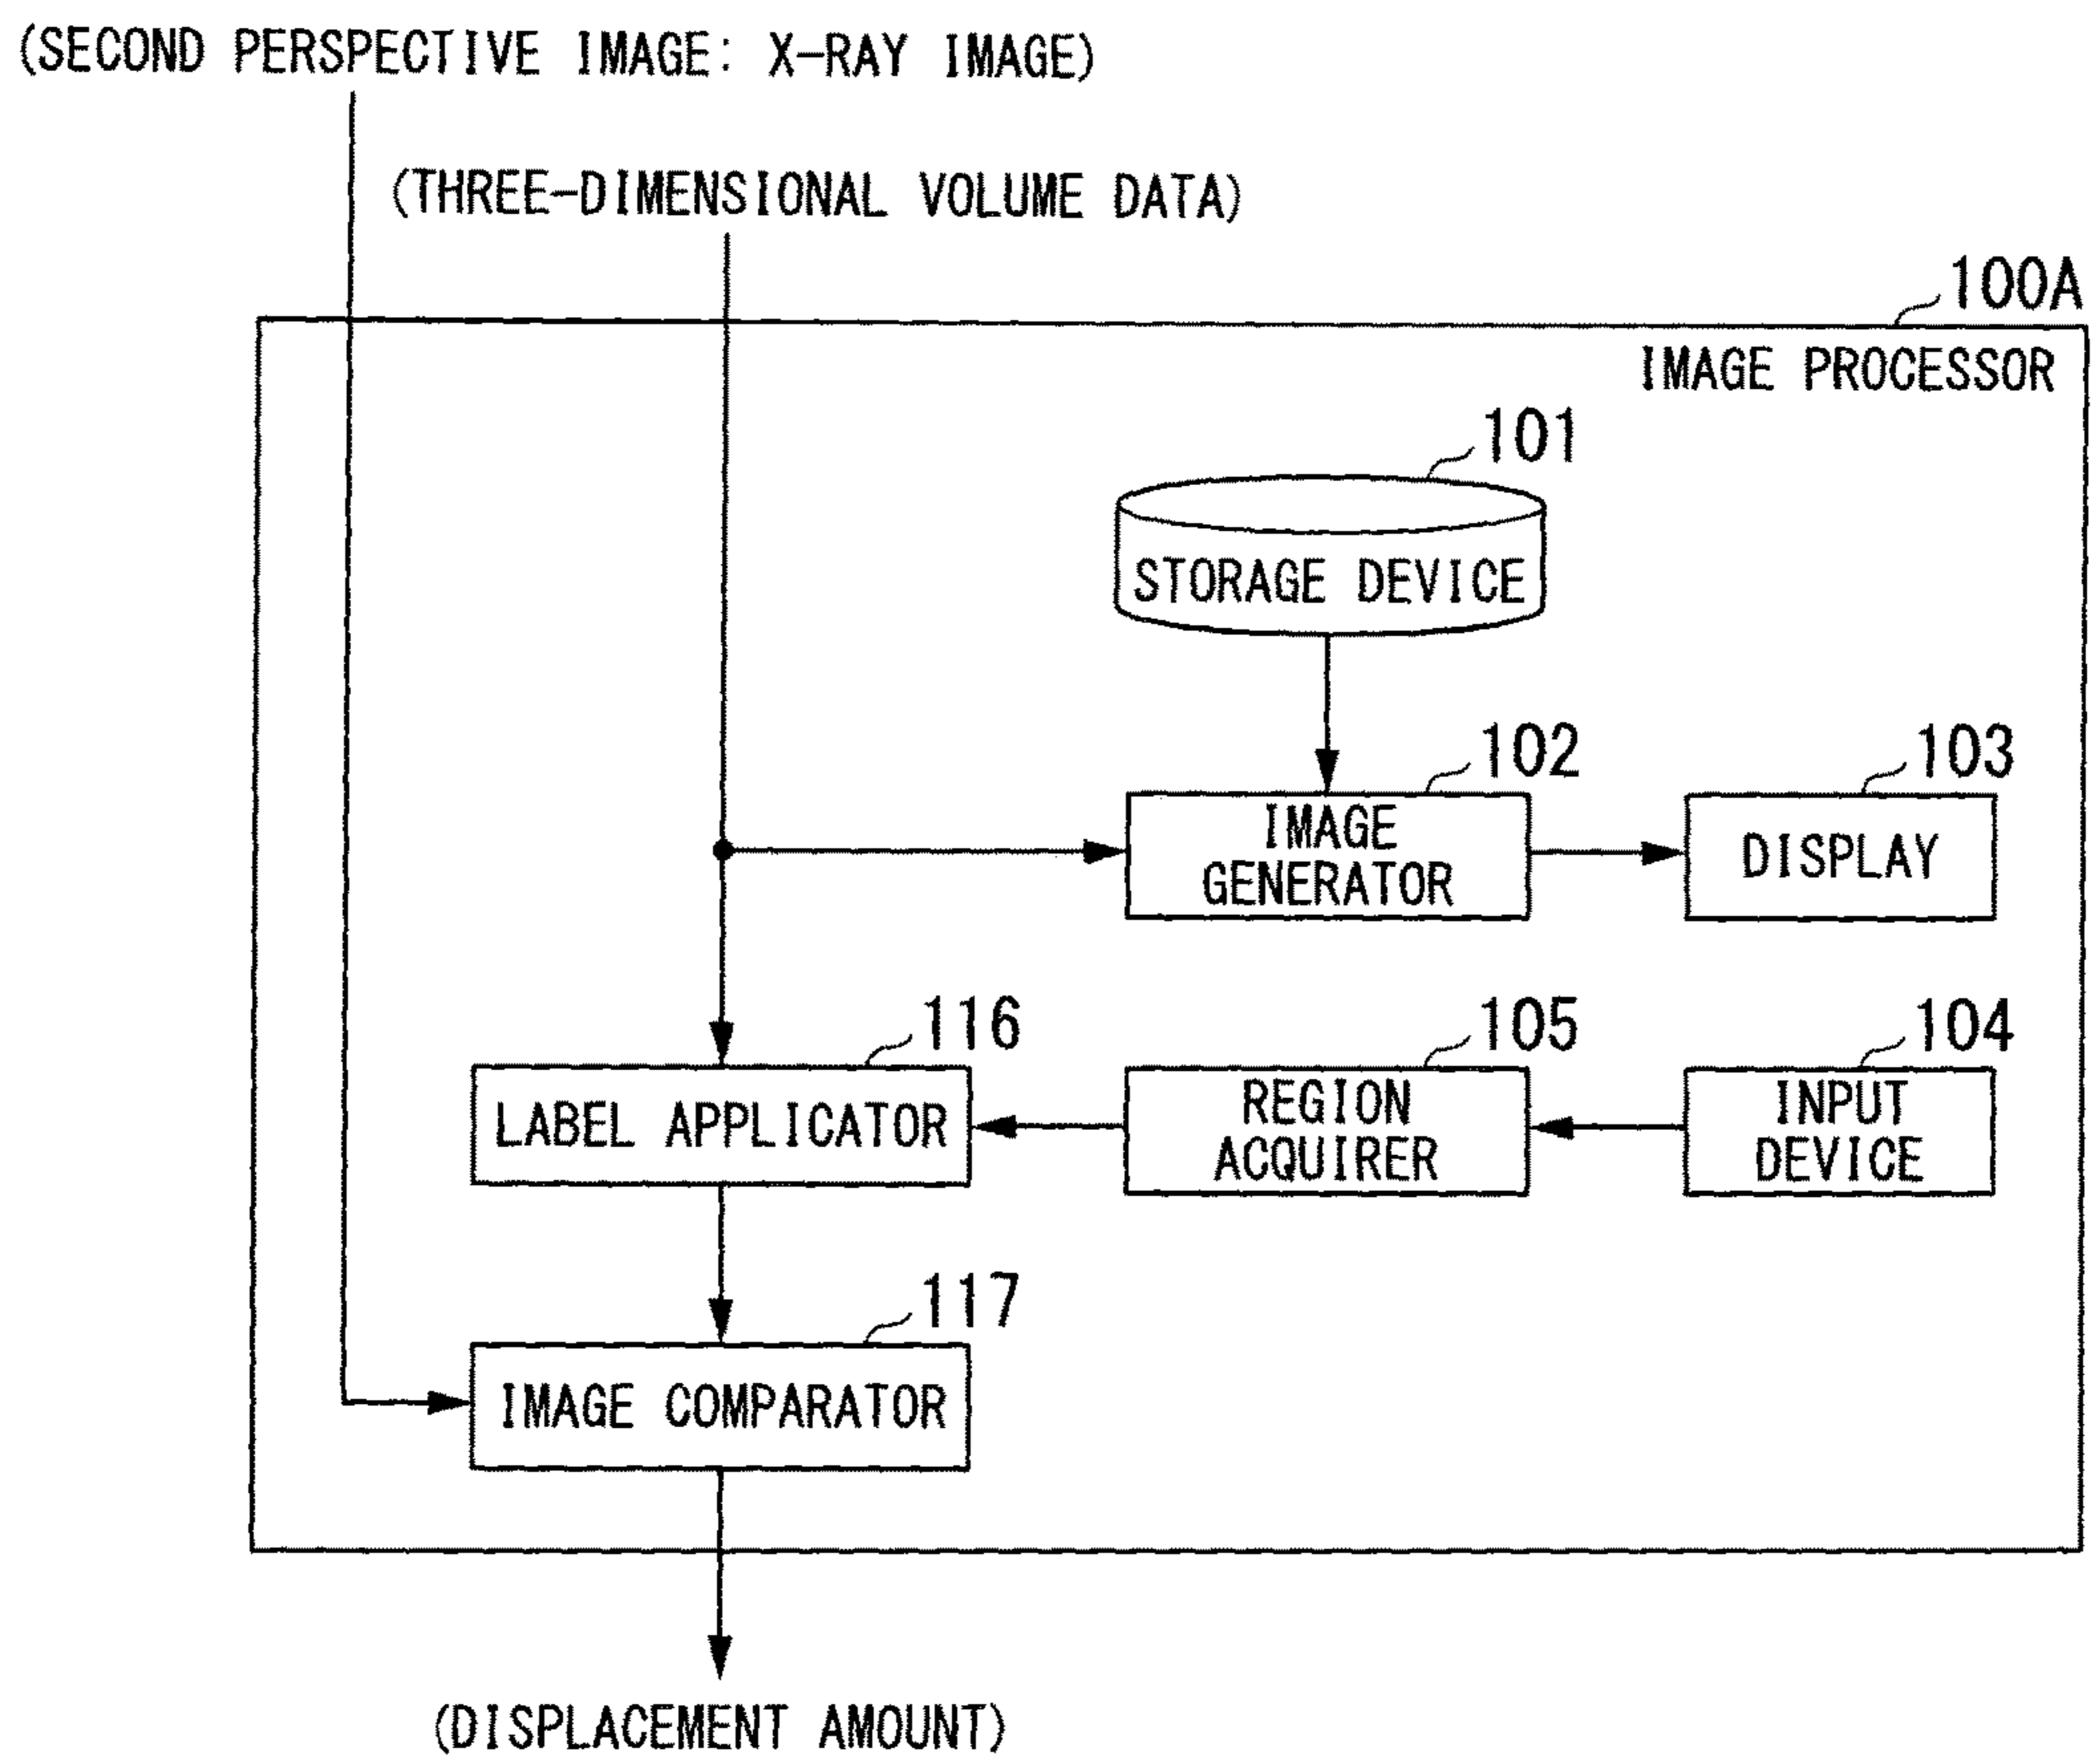 (SECOND PERSPECTIVE IMAGE: X-RAY IMAGE)
(THREE-DIMENSIONAL VOLUME DATA)
100A
IMAGE PROCESSOR
101
STORAGE DEVICE
102
IMAGE
GENERATOR
103
DISPLAY
116
LABEL APPLICATOR
105
REGION
ACQUIRER
104
INPUT
DEVICE
117
IMAGE COMPARATOR
(DISPLACEMENT AMOUNT)